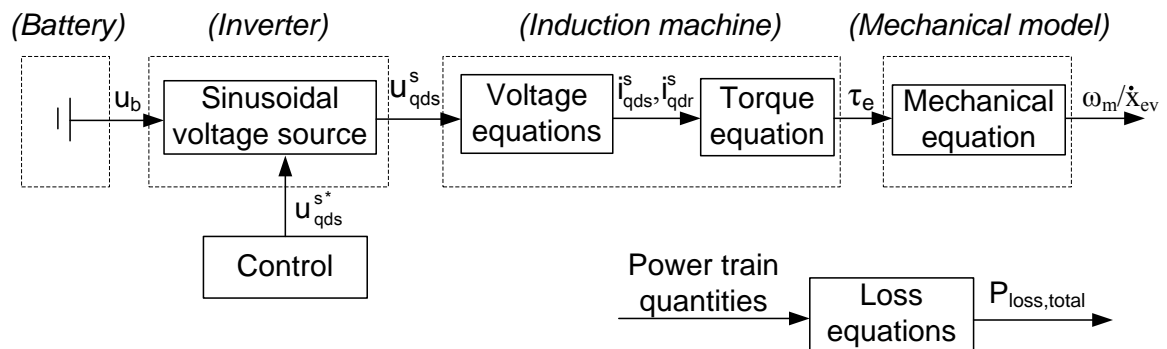 (Battery) (Inverter) (Induction machine) (Mechanical model)
u_b
Sinusoidal
voltage source
u^s_qds
Voltage
equations
i^s_qds, i^s_qdr
Torque
equation
τ_e
Mechanical
equation
ω_m/ẋ_ev
u^s*_qds
Control
Power train
quantities
Loss
equations
P_loss,total